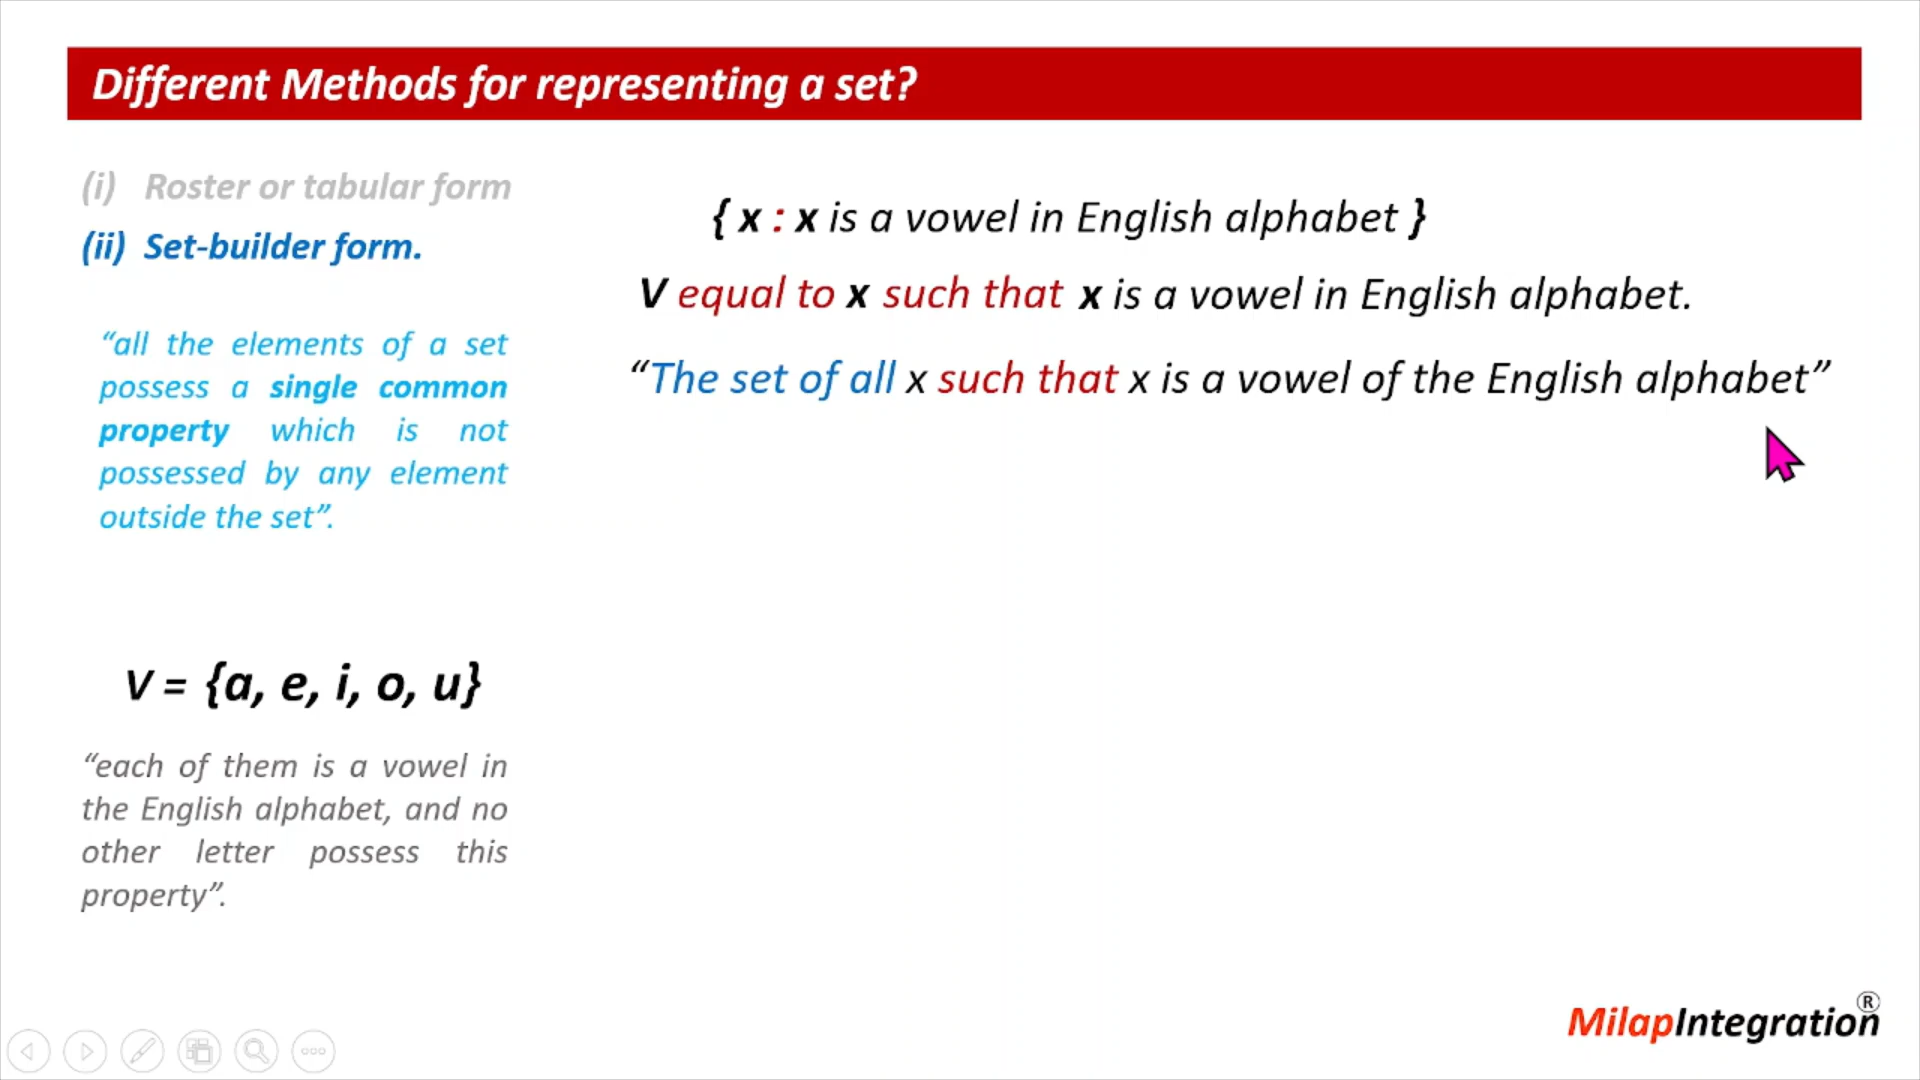 Different Methods for representing a set?
(i) Roster or tabular form
(ii) Set-builder form.
“all the elements of a set
possess a single common
property which is not
possessed by any element
outside the set”.
V = {a, e, i, o, u}
“each of them is a vowel in
the English alphabet, and no
other letter possess this
property”.
{ x : x is a vowel in English alphabet }
V equal to x such that x is a vowel in English alphabet.
“The set of all x such that x is a vowel of the English alphabet”
MilapIntegration®